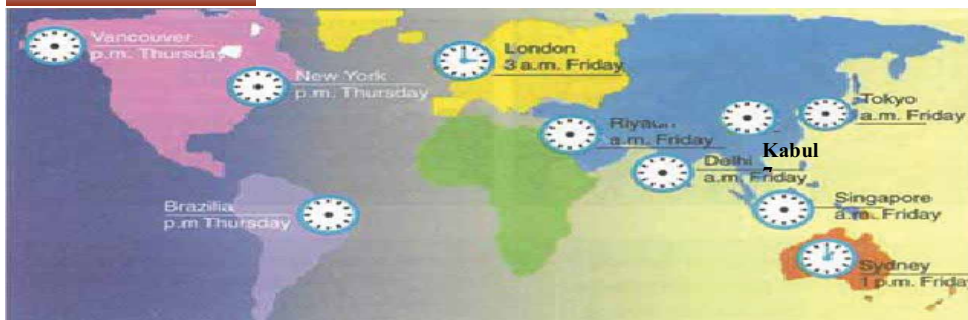 Vancouver
p.m. Thursday
New York
p.m. Thursday
Brazilia
p.m Thursday
London
3 a.m. Friday
a.m. Friday
Kabul
Delhi
a.m. Friday
Tokyo
a.m. Friday
Singapore
a.m. Friday
Sydney
1 p.m. Friday